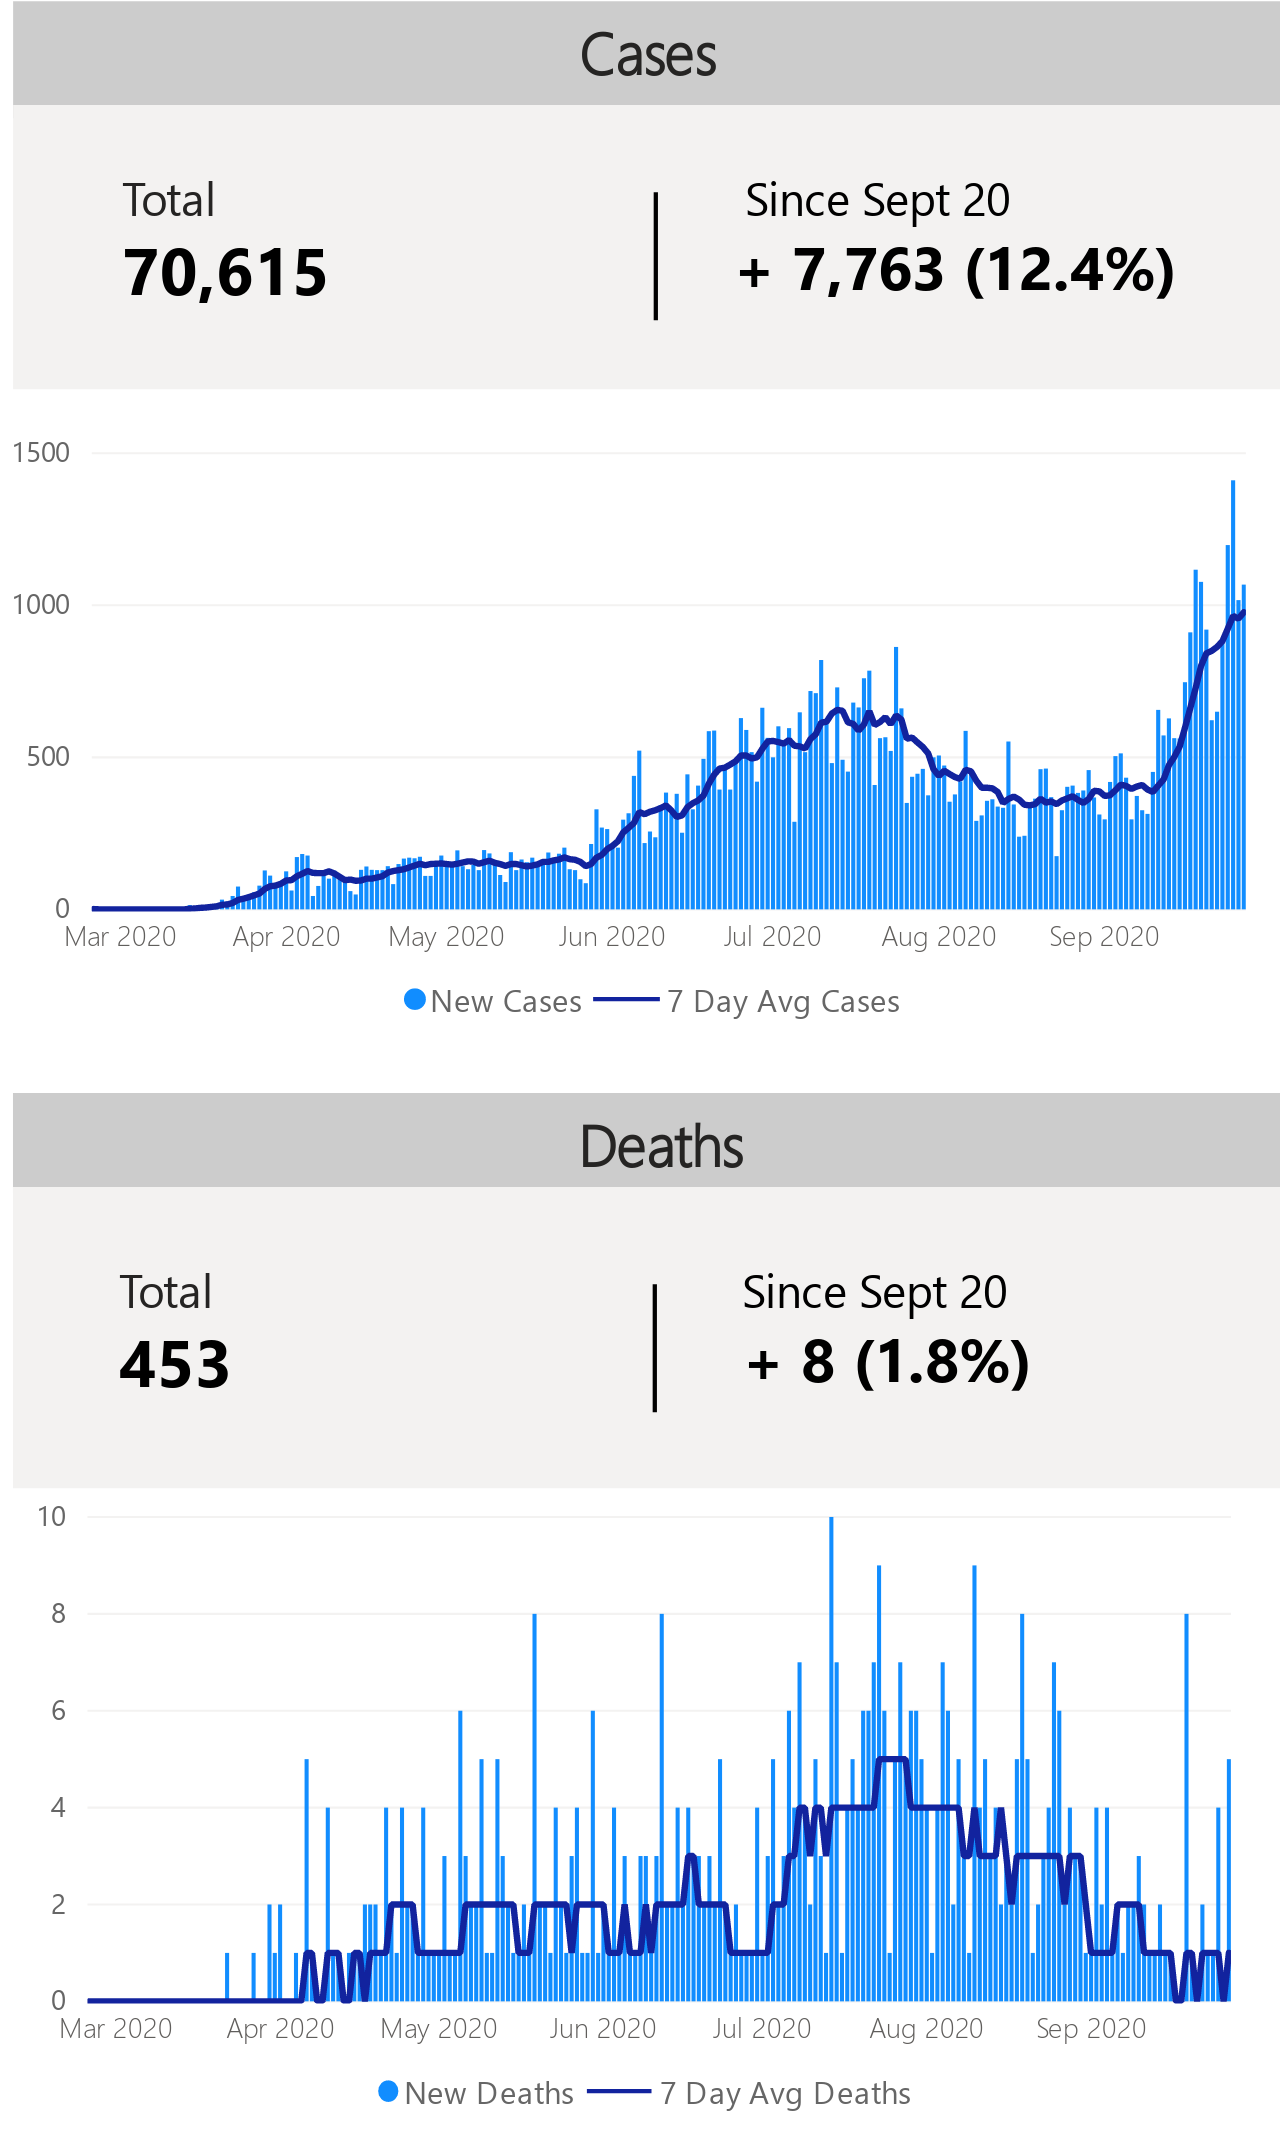 Cases
Total
Since Sept 20
70,615
+ 7,763 (12.4%)
1500
1000
500
0
Mar 2020 Apr 2020 May 2020 Jun 2020 Jul 2020 Aug 2020 Sep 2020
New Cases 7 Day Avg Cases
Deaths
Total
Since Sept 20
453
+ 8 (1.8%)
10
8
6
4
2
0
Mar 2020 Apr 2020 May 2020 Jun 2020 Jul 2020 Aug 2020 Sep 2020
New Deaths 7 Day Avg Deaths